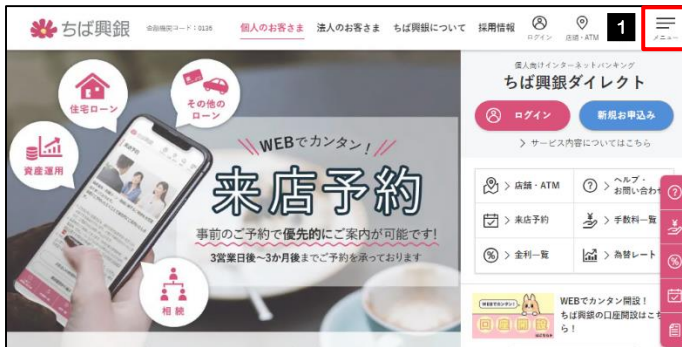 ちば興銀
金融機関コード：0135
個人のお客さま
法人のお客さま
ちば興銀について
採用情報
ログイン
店舗・ATM
1
メニュー
住宅ローン
その他の
ローン
資産運用
相続
WEBでカンタン！
来店予約
事前のご予約で優先的にご案内が可能です!
3営業日後～3か月後までご予約を承っております
個人向けインターネットバンキング
ちば興銀ダイレクト
ログイン
新規お申込み
サービス内容についてはこちら
店舗・ATM
ヘルプ・
お問い合わせ
来店予約
手数料一覧
金利一覧
為替レート
WEBでカンタン!
WEBでカンタン開設！
ちば興銀の口座開設はこち
ら！